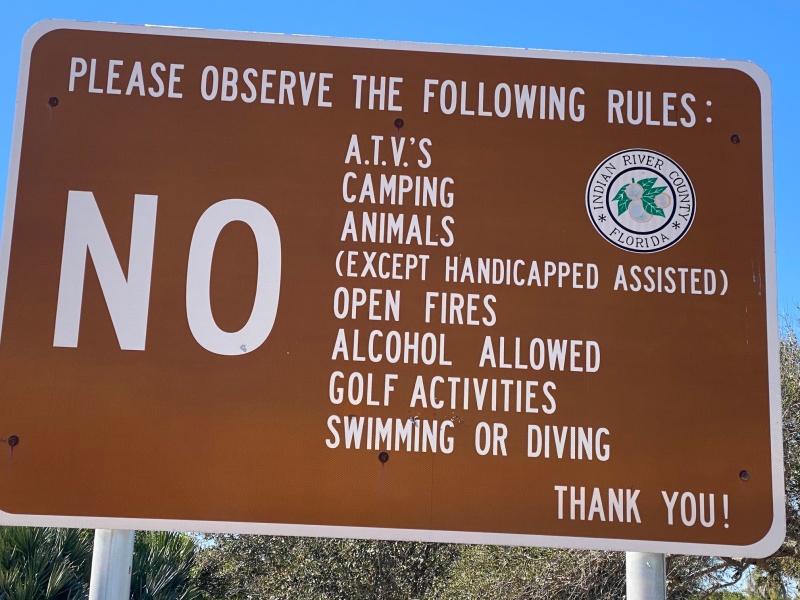 PLEASE OBSERVE THE FOLLOWING RULES:
NO
A.T.V.'S
CAMPING
ANIMALS
(EXCEPT HANDICAPPED ASSISTED)
OPEN FIRES
ALCOHOL ALLOWED
GOLF ACTIVITIES
SWIMMING OR DIVING
INDIAN RIVER COUNTY
* FLORIDA *
THANK YOU!